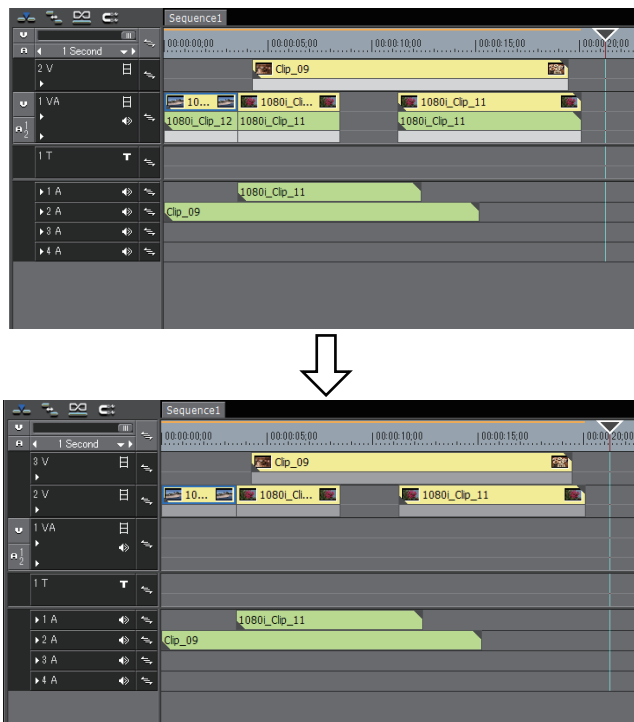 Sequence1
00:00:00;00 00:00:05;00 00:00:10;00 00:00:15;00 00:00:20;00
1 Second
2 V Clip_09
1 VA 10... 1080i_Cli... 1080i_Clip_11
1080i_Clip_12 1080i_Clip_11 1080i_Clip_11
A 1 2
1 T T
1 A 1080i_Clip_11
2 A Clip_09
3 A
4 A
Sequence1
00:00:00;00 00:00:05;00 00:00:10;00 00:00:15;00 00:00:20;00
1 Second
3 V Clip_09
2 V 10... 1080i_Cli... 1080i_Clip_11
1 VA
A 1 2
1 T T
1 A 1080i_Clip_11
2 A Clip_09
3 A
4 A